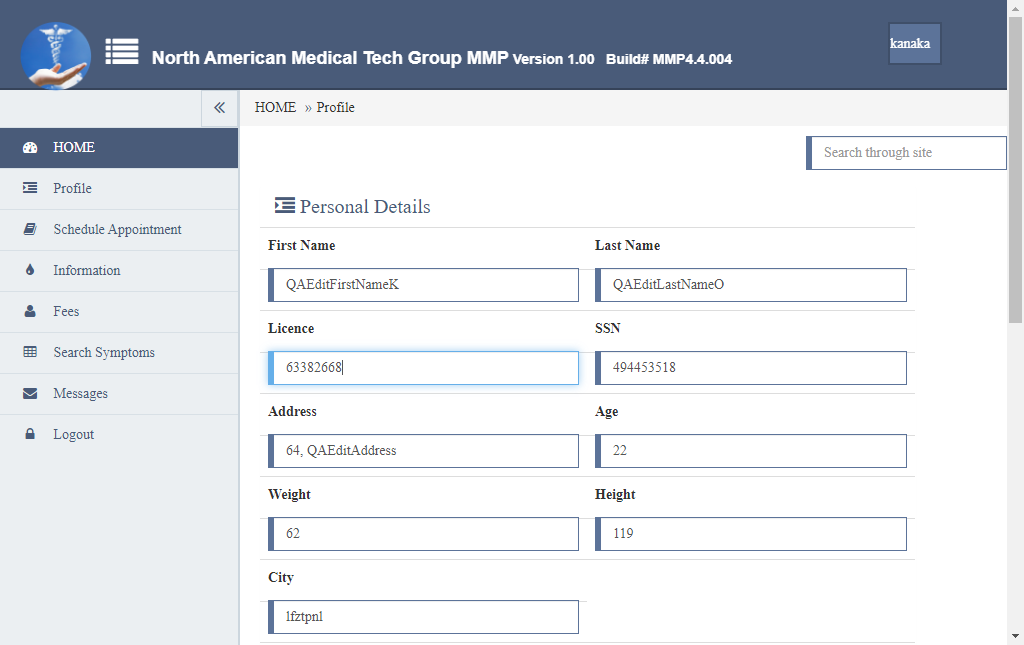 North American Medical Tech Group MMP Version 1.00 Build# MMP4.4.004
kanaka
«
HOME » Profile
HOME
Profile
Schedule Appointment
Information
Fees
Search Symptoms
Messages
Logout
Search through site
Personal Details
First Name Last Name
QAEditFirstNameK QAEditLastNameO
Licence SSN
63382668 494453518
Address Age
64, QAEditAddress 22
Weight Height
62 119
City
lfztpnl